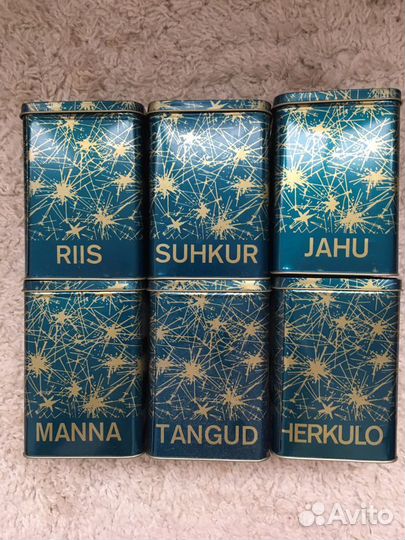 RIIS
SUHKUR
JAHU
MANNA
TANGUD
HERKULO
Avito